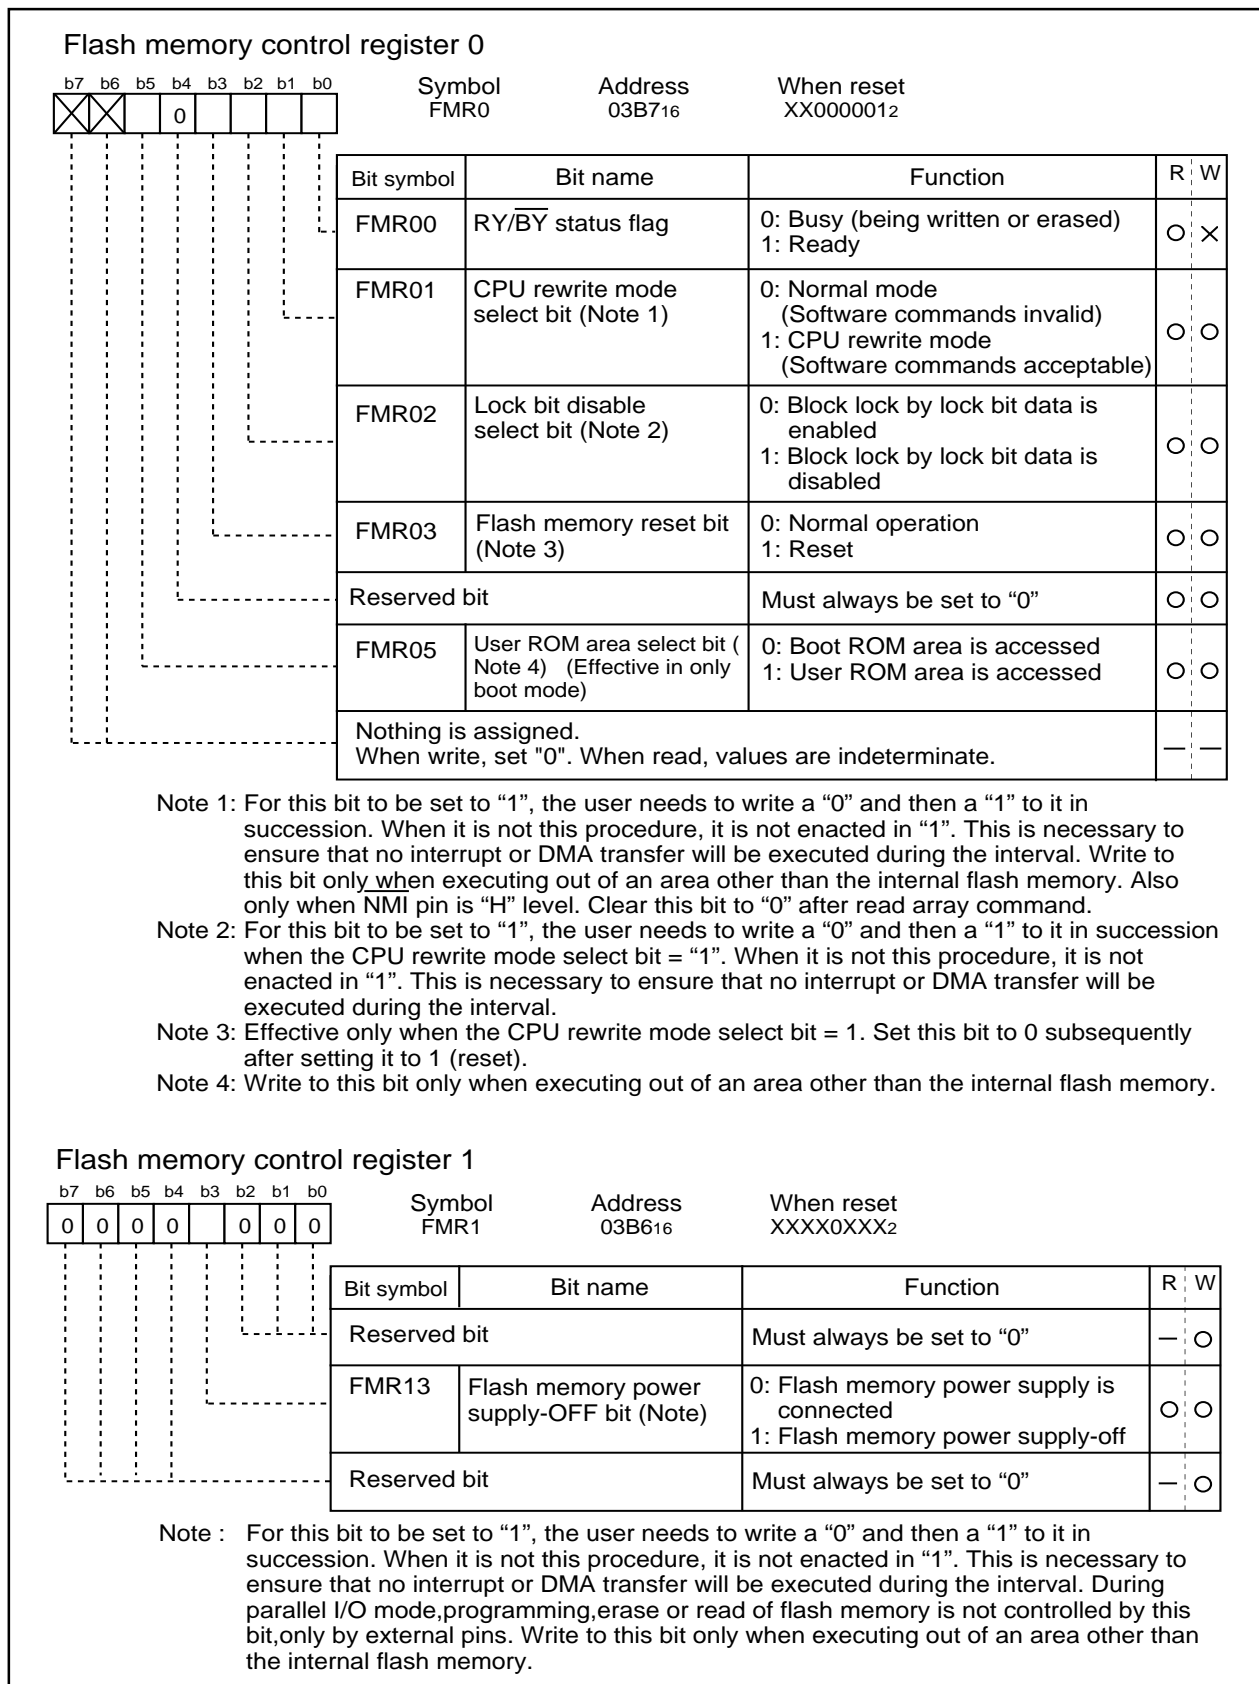 Flash memory control register 0
b7 b6 b5 b4 b3 b2 b1 b0
Symbol Address When reset
FMR0 03B716 XX0000012
0
Bit symbol Bit name Function R W
FMR00 RY/BY status flag 0: Busy (being written or erased)
1: Ready
FMR01 CPU rewrite mode 0: Normal mode
select bit (Note 1) (Software commands invalid)
1: CPU rewrite mode
(Software commands acceptable)
FMR02 Lock bit disable 0: Block lock by lock bit data is
select bit (Note 2) enabled
1: Block lock by lock bit data is
disabled
FMR03 Flash memory reset bit 0: Normal operation
(Note 3) 1: Reset
Reserved bit Must always be set to “0”
FMR05 User ROM area select bit ( 0: Boot ROM area is accessed
Note 4) (Effective in only 1: User ROM area is accessed
boot mode)
Nothing is assigned.
When write, set "0". When read, values are indeterminate.
Note 1: For this bit to be set to “1”, the user needs to write a “0” and then a “1” to it in
succession. When it is not this procedure, it is not enacted in “1”. This is necessary to
ensure that no interrupt or DMA transfer will be executed during the interval. Write to
this bit only when executing out of an area other than the internal flash memory. Also
only when NMI pin is “H” level. Clear this bit to “0” after read array command.
Note 2: For this bit to be set to “1”, the user needs to write a “0” and then a “1” to it in succession
when the CPU rewrite mode select bit = “1”. When it is not this procedure, it is not
enacted in “1”. This is necessary to ensure that no interrupt or DMA transfer will be
executed during the interval.
Note 3: Effective only when the CPU rewrite mode select bit = 1. Set this bit to 0 subsequently
after setting it to 1 (reset).
Note 4: Write to this bit only when executing out of an area other than the internal flash memory.
Flash memory control register 1
b7 b6 b5 b4 b3 b2 b1 b0
Symbol Address When reset
0 0 0 0 0 0 0
FMR1 03B616 XXXX0XXX2
Bit symbol Bit name Function R W
Reserved bit Must always be set to “0”
FMR13 Flash memory power 0: Flash memory power supply is
supply-OFF bit (Note) connected
1: Flash memory power supply-off
Reserved bit Must always be set to “0”
Note : For this bit to be set to “1”, the user needs to write a “0” and then a “1” to it in
succession. When it is not this procedure, it is not enacted in “1”. This is necessary to
ensure that no interrupt or DMA transfer will be executed during the interval. During
parallel I/O mode,programming,erase or read of flash memory is not controlled by this
bit,only by external pins. Write to this bit only when executing out of an area other than
the internal flash memory.